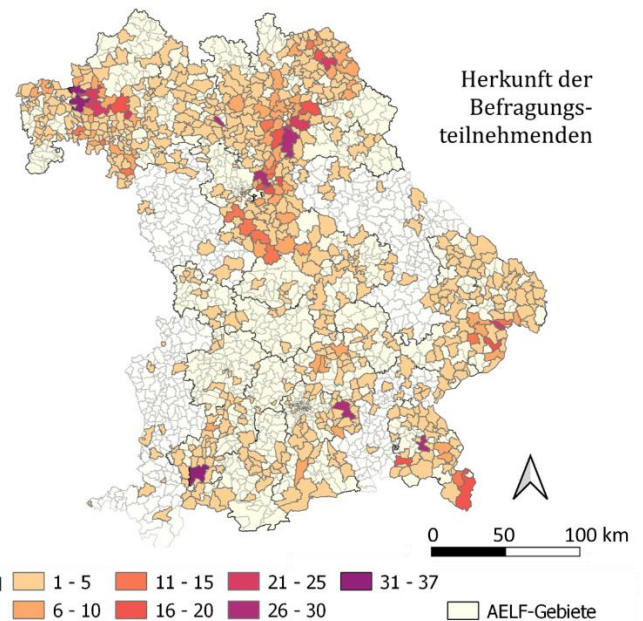 Herkunft der
Befragungs-
teilnehmenden
0 50 100 km
1 - 5 11 - 15 21 - 25 31 - 37
6 - 10 16 - 20 26 - 30 AELF-Gebiete